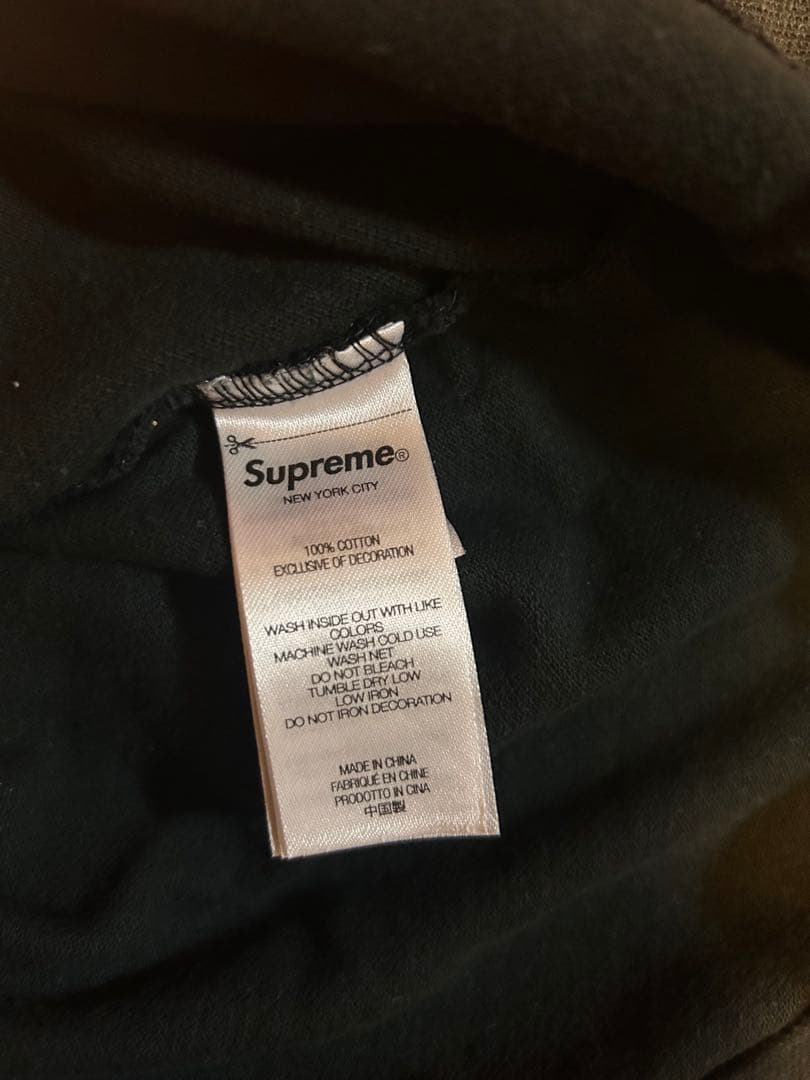 Supreme®
NEW YORK CITY
100% COTTON
EXCLUSIVE OF DECORATION
WASH INSIDE OUT WITH LIKE
COLORS
MACHINE WASH COLD USE
WASH NET
DO NOT BLEACH
TUMBLE DRY LOW
LOW IRON
DO NOT IRON DECORATION
MADE IN CHINA
FABRIQUÉ EN CHINE
PRODOTTO IN CINA
中国製